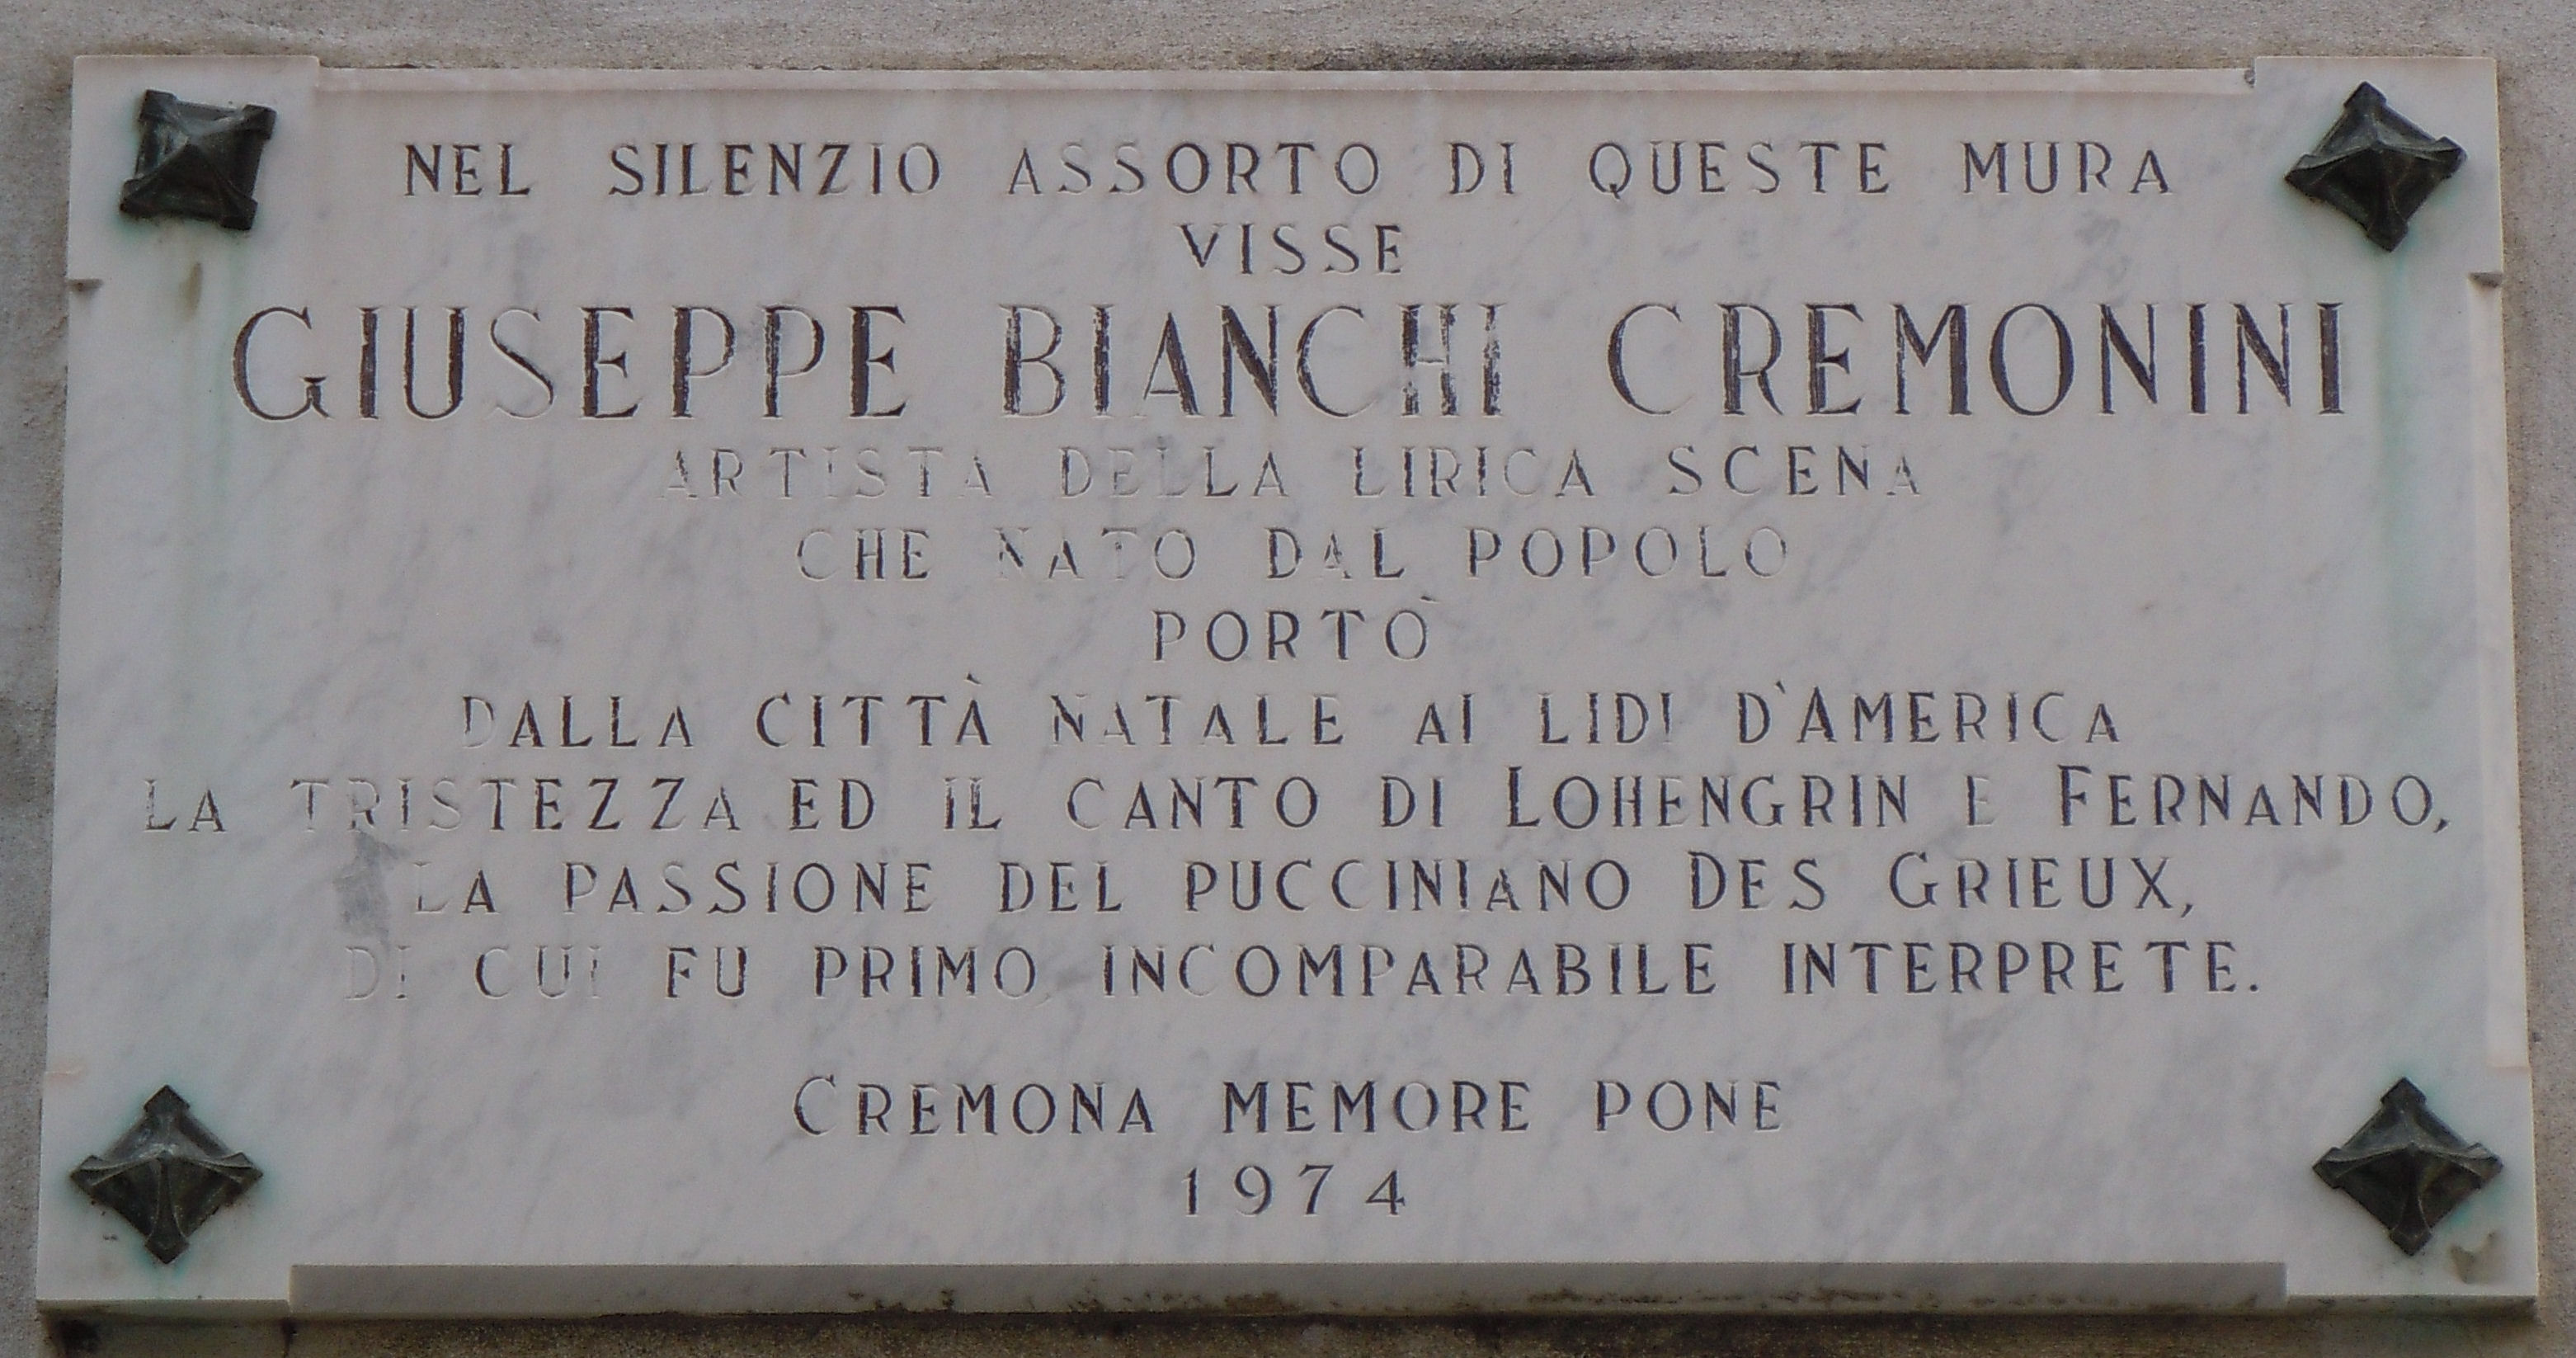 NEL SILENZIO ASSORTO DI QUESTE MURA
VISSE
GIUSEPPE BIANCHI CREMONINI
ARTISTA DELLA LIRICA SCENA
CHE NATO DAL POPOLO
PORTÒ
DALLA CITTÀ NATALE AI LIDI D'AMERICA
LA TRISTEZZA ED IL CANTO DI LOHENGRIN E FERNANDO,
LA PASSIONE DEL PUCCINIANO DES GRIEUX,
DI CUI FU PRIMO, INCOMPARABILE INTERPRETE.
CREMONA MEMORE PONE
1974